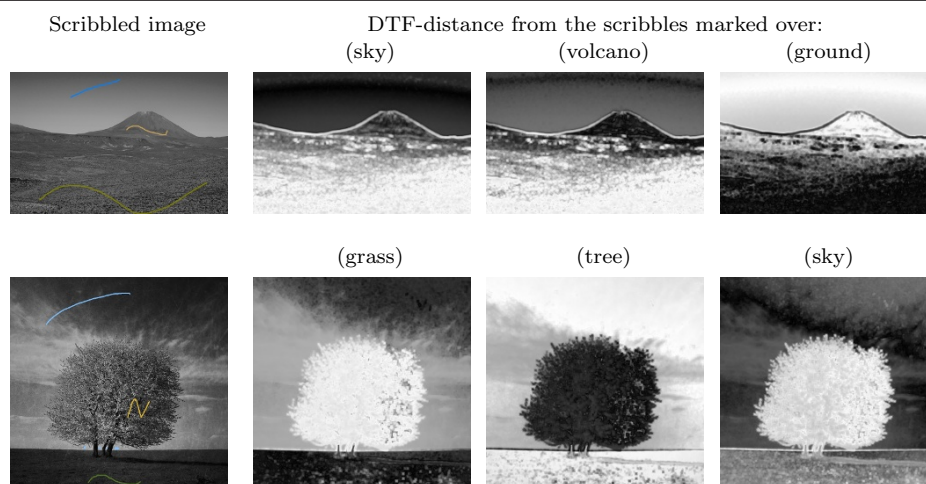 Scribbled image
DTF-distance from the scribbles marked over:
(sky)
(volcano)
(ground)
(grass)
(tree)
(sky)